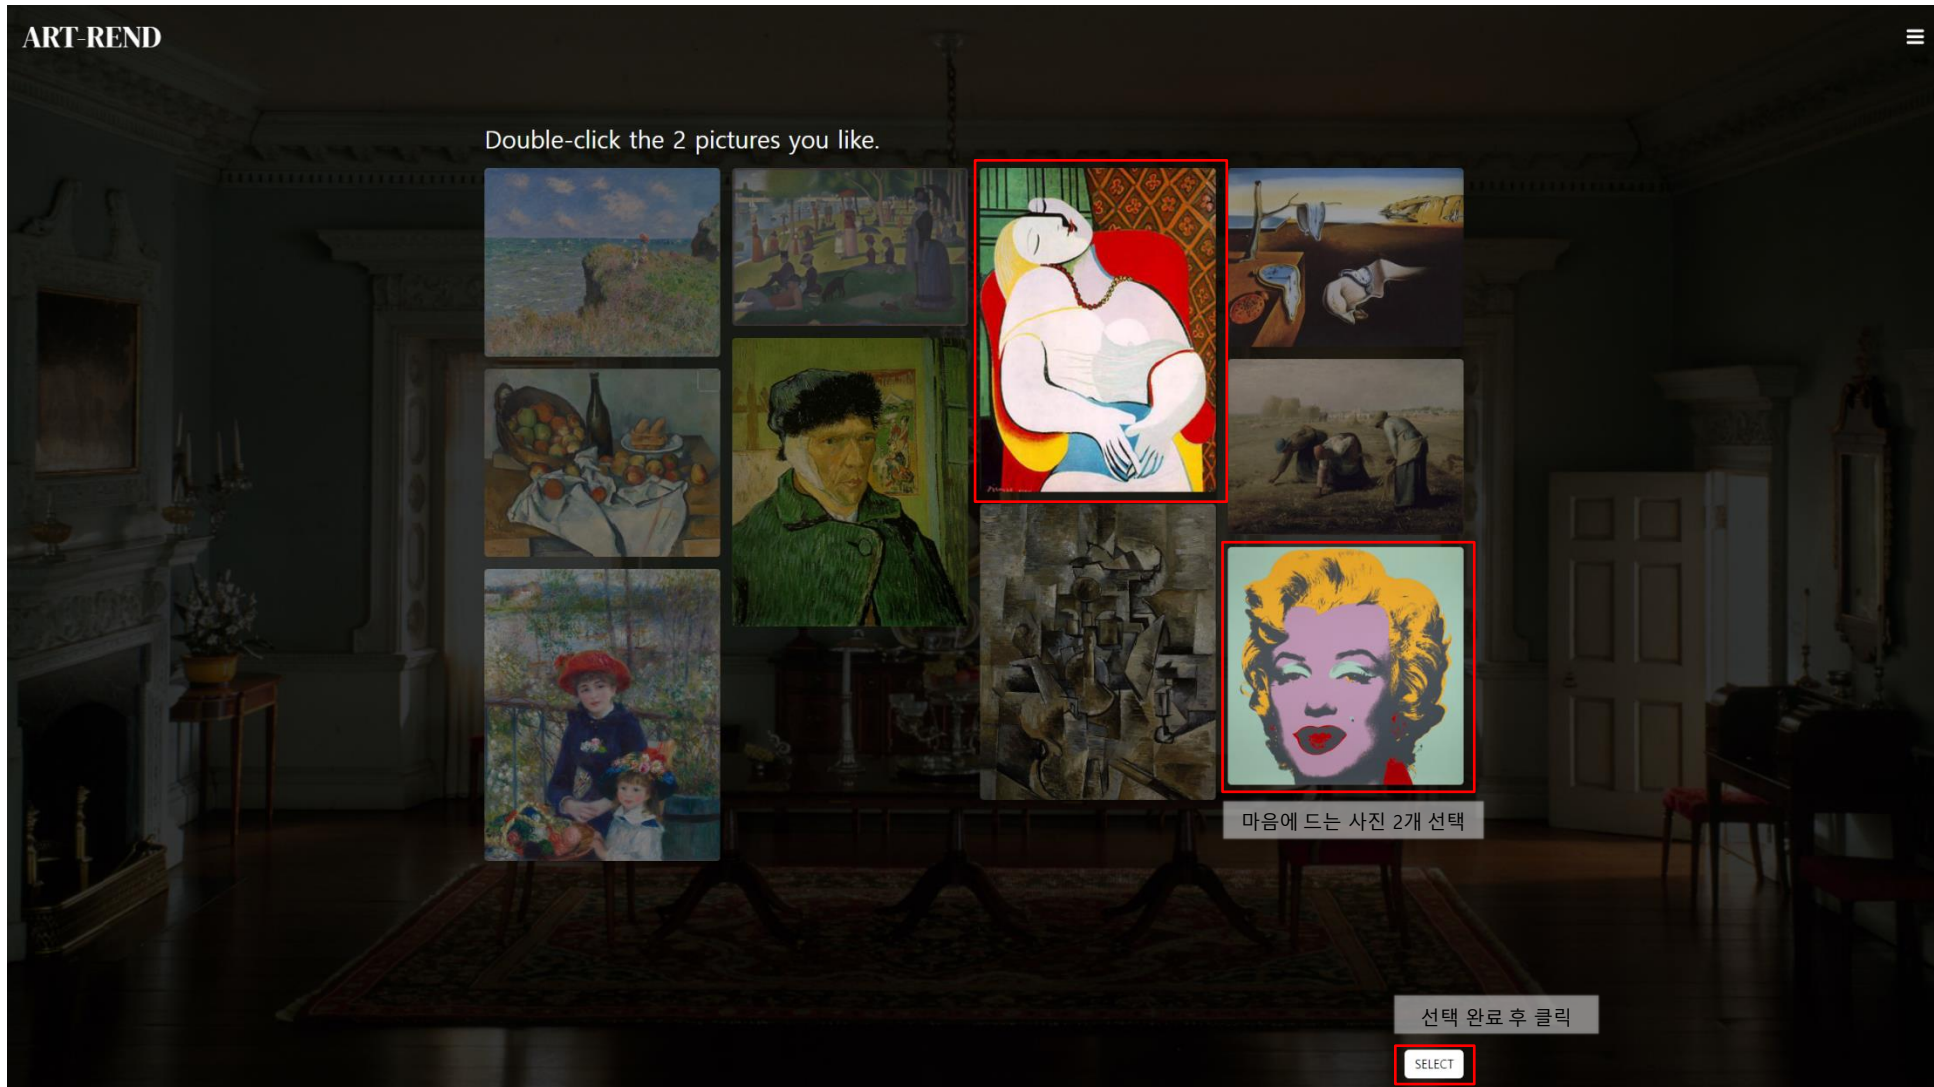 ART-REND
Double-click the 2 pictures you like.
마음에 드는 사진 2개 선택
선택 완료 후 클릭
SELECT